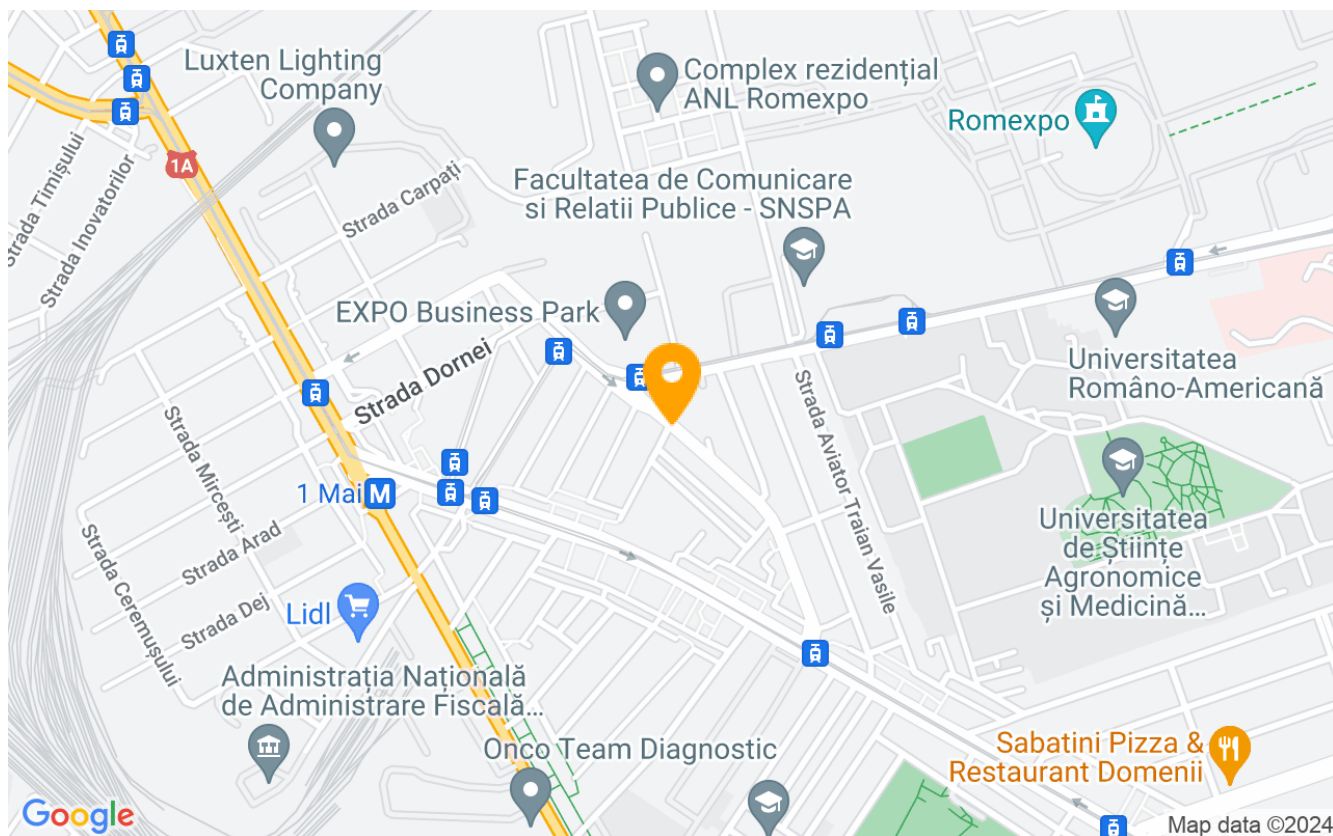 Luxten Lighting
Company
Complex rezidențial
ANL Romexpo
Romexpo
1A
Strada Timișului
Strada Inovatorilor
Strada Carpați
Facultatea de Comunicare
si Relatii Publice - SNSPA
EXPO Business Park
Strada Dornei
Universitatea
Româno-Americană
Strada Aviator Traian Vasile
Strada Mircești
1 Mai
M
Strada Arad
Strada Ceremușului
Universitatea
de Științe
Agronomice
și Medicină...
Lidl
Strada Dej
Administrația Națională
de Administrare Fiscală...
Onco Team Diagnostic
Sabatini Pizza &
Restaurant Domenii
Google
Map data ©2024